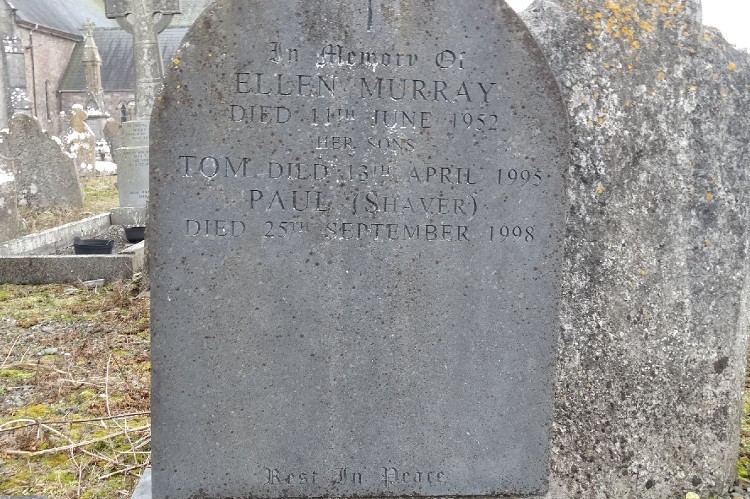 In Memory Of
ELLEN MURRAY
DIED 11TH JUNE 1952
HER SONS
TOM DIED 13TH APRIL 1995
PAUL (SHAVER)
DIED 25TH SEPTEMBER 1998
Rest In Peace.